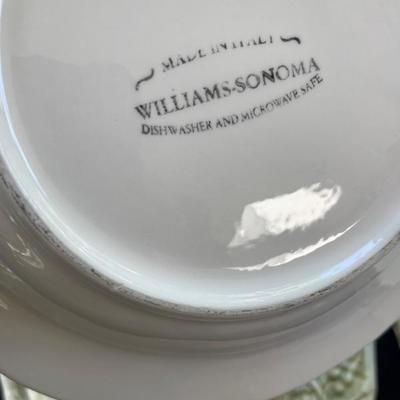 MADE IN ITALY
WILLIAMS-SONOMA
DISHWASHER AND MICROWAVE SAFE